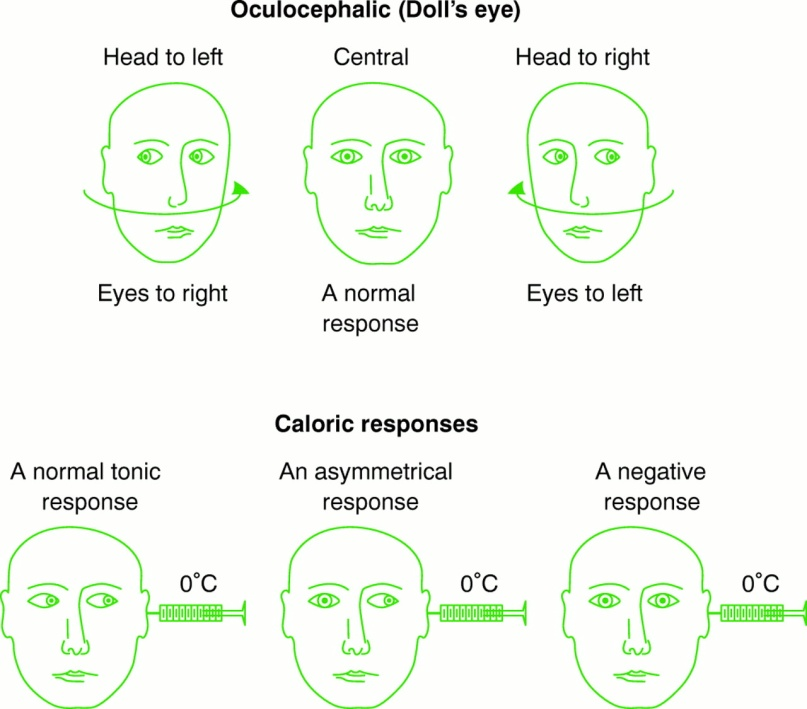 Oculocephalic (Doll's eye)
Head to left
Central
Head to right
Eyes to right
A normal
response
Eyes to left
Caloric responses
A normal tonic
response
An asymmetrical
response
A negative
response
0°C
0°C
0°C